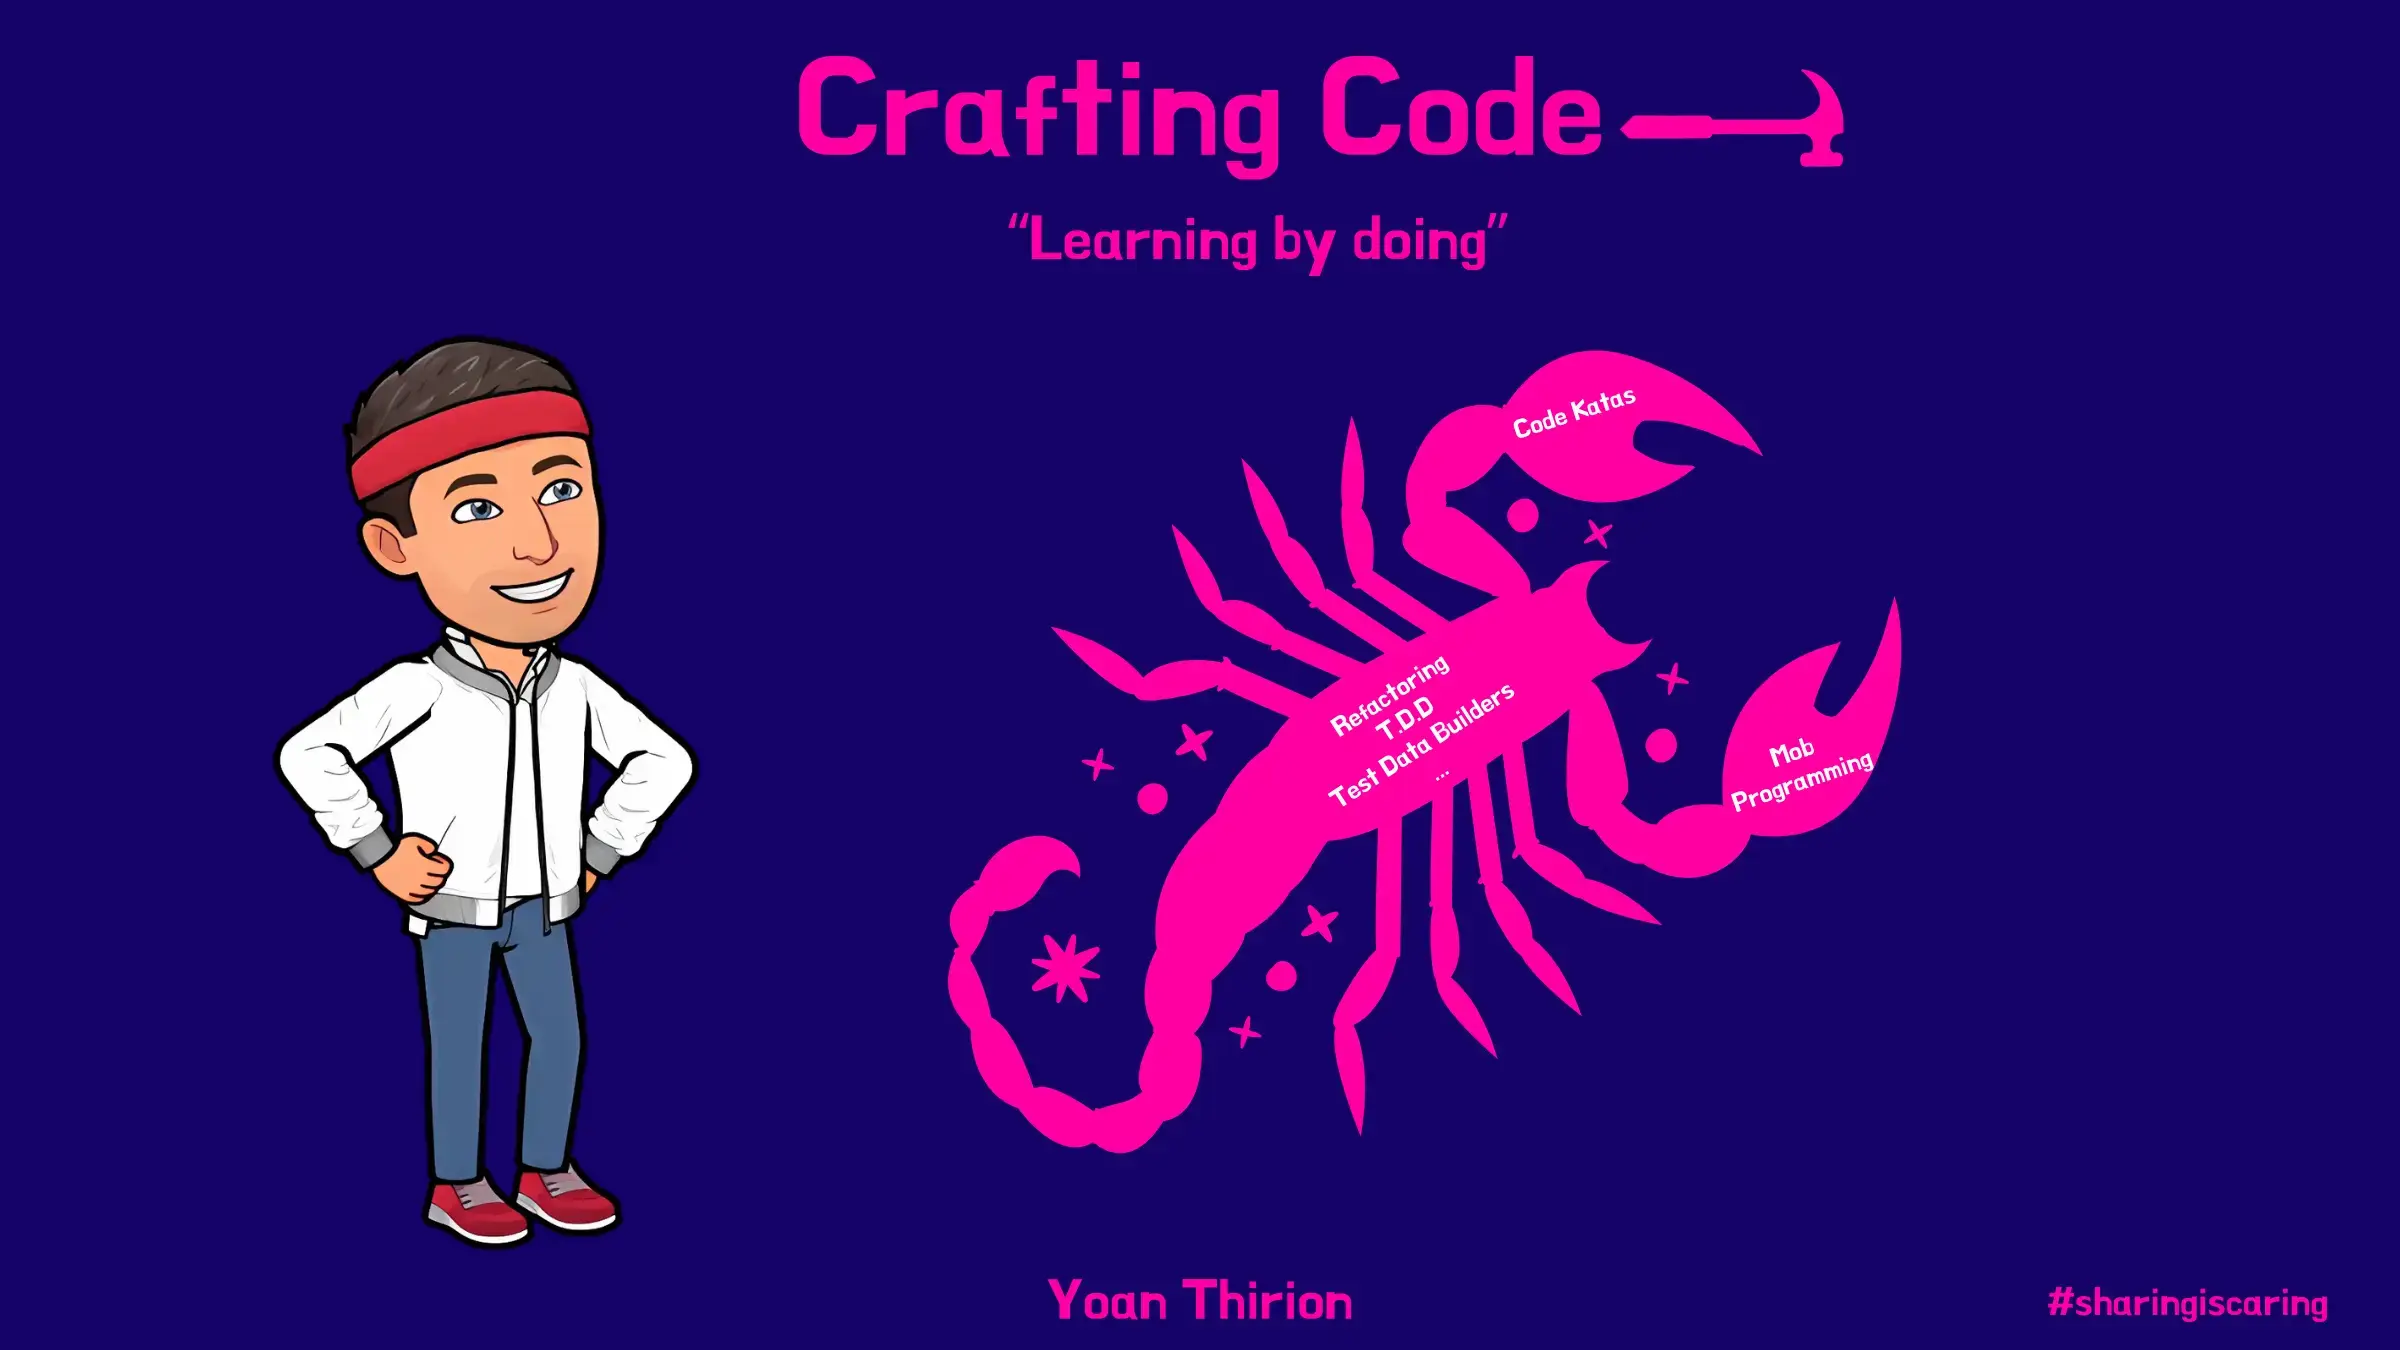 Crafting Code
“Learning by doing”
Code Katas
Refactoring
T.D.D
Test Data Builders
...
Mob
Programming
Yoan Thirion
#sharingiscaring